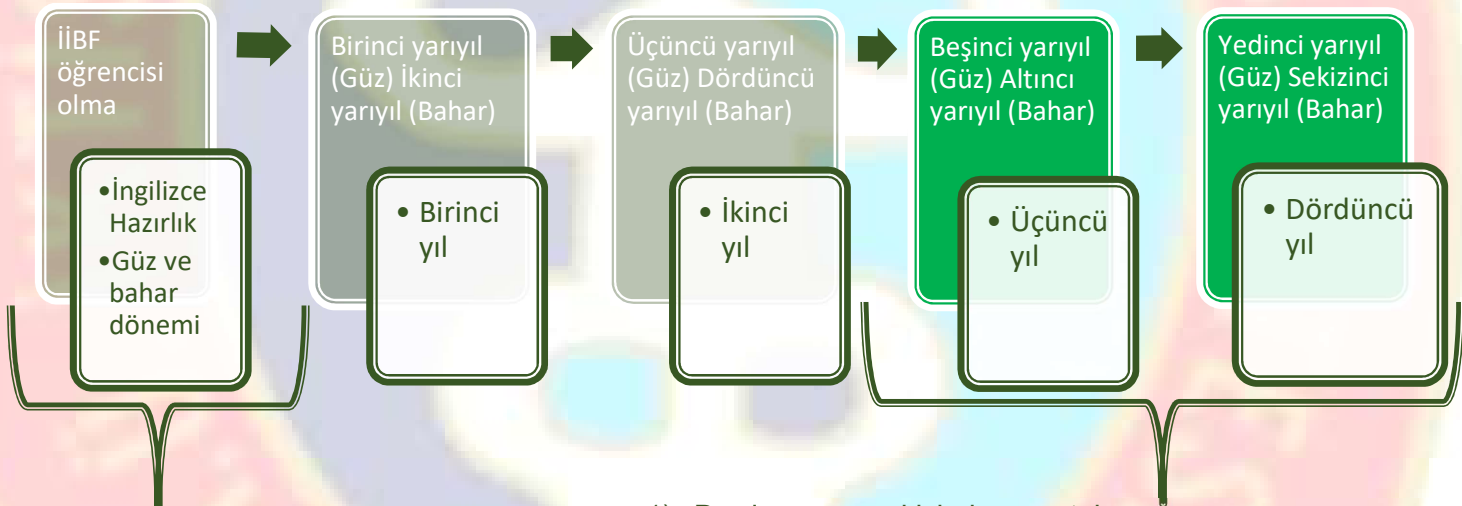 İİBF
öğrencisi
olma
•İngilizce
Hazırlık
•Güz ve
bahar
dönemi
Birinci yarıyıl
(Güz) İkinci
yarıyıl (Bahar)
• Birinci
yıl
Üçüncü yarıyıl
(Güz) Dördüncü
yarıyıl (Bahar)
• İkinci
yıl
Beşinci yarıyıl
(Güz) Altıncı
yarıyıl (Bahar)
• Üçüncü
yıl
Yedinci yarıyıl
(Güz) Sekizinci
yarıyıl (Bahar)
• Dördüncü
yıl